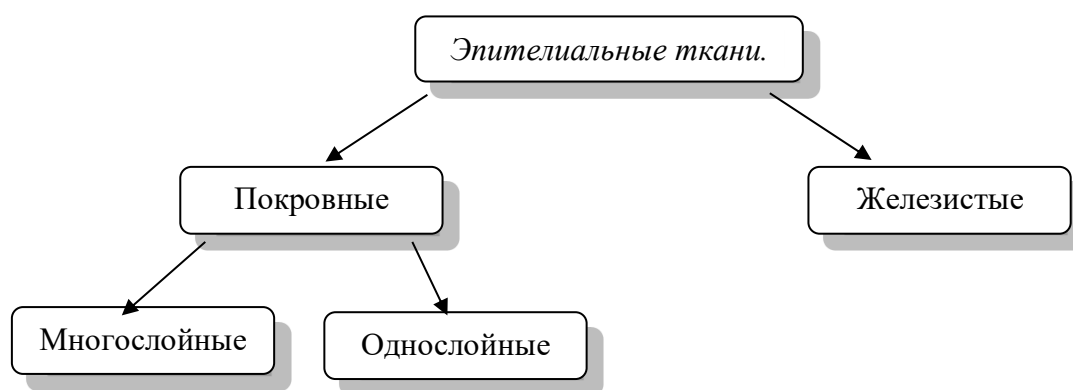 Эпителиальные ткани.
Покровные
Железистые
Многослойные
Однослойные